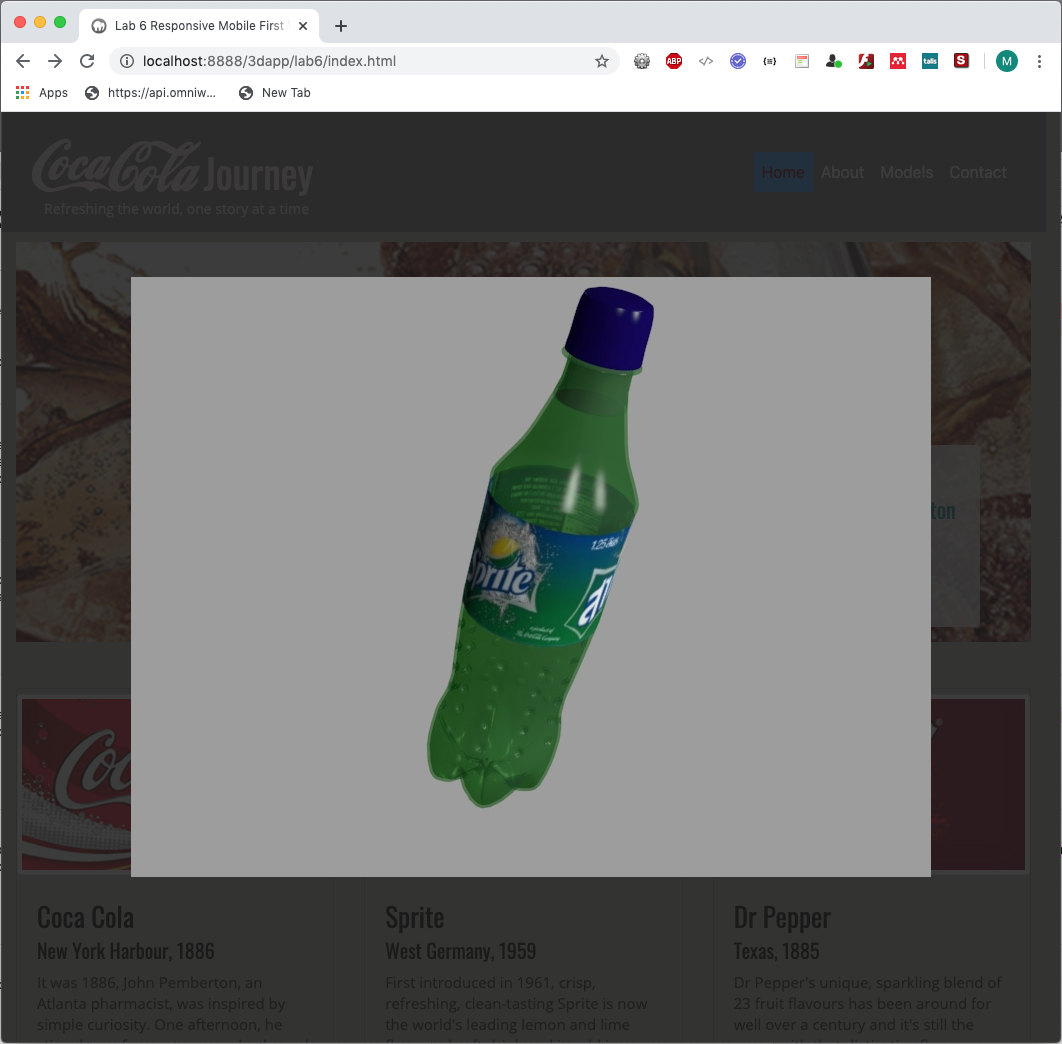 Lab 6 Responsive Mobile First
localhost:8888/3dapp/lab6/index.html
ABP
talis
S
M
Apps
https://api.omniw...
New Tab
Coca Cola Journey
Refreshing the world, one story at a time
Home
About
Models
Contact
1.25
Sprite
Coca Cola
New York Harbour, 1886
It was 1886, John Pemberton, an
Atlanta pharmacist, was inspired by
simple curiosity. One afternoon, he
Sprite
West Germany, 1959
First introduced in 1961, crisp,
refreshing, clean-tasting Sprite is now
the world's leading lemon and lime
Dr Pepper
Texas, 1885
Dr Pepper's unique, sparkling blend of
23 fruit flavours has been around for
well over a century and it's still the